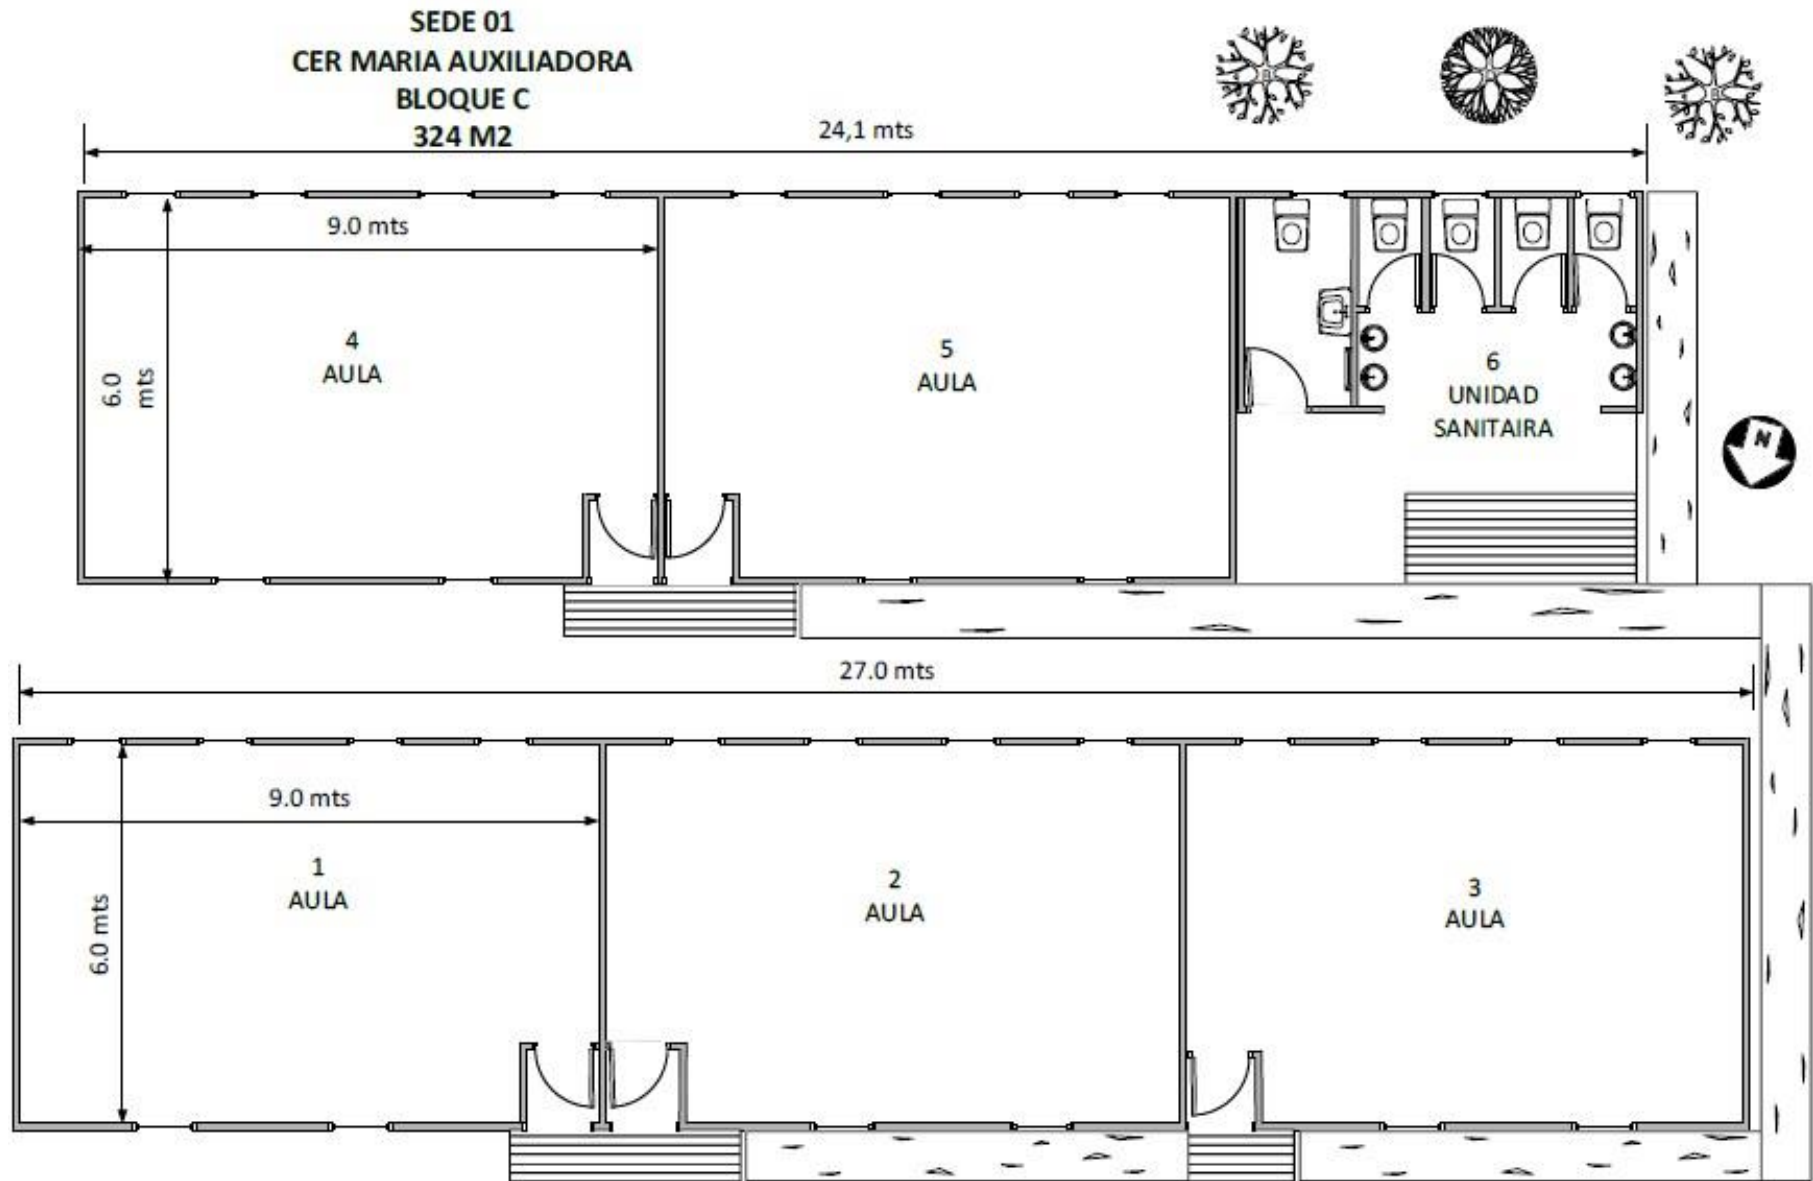 SEDE 01
CER MARIA AUXILIADORA
BLOQUE C
324 M2
24,1 mts
9.0 mts
6.0
mts
4
AULA
5
AULA
6
UNIDAD
SANITAIRA
N
27.0 mts
9.0 mts
6.0 mts
1
AULA
2
AULA
3
AULA